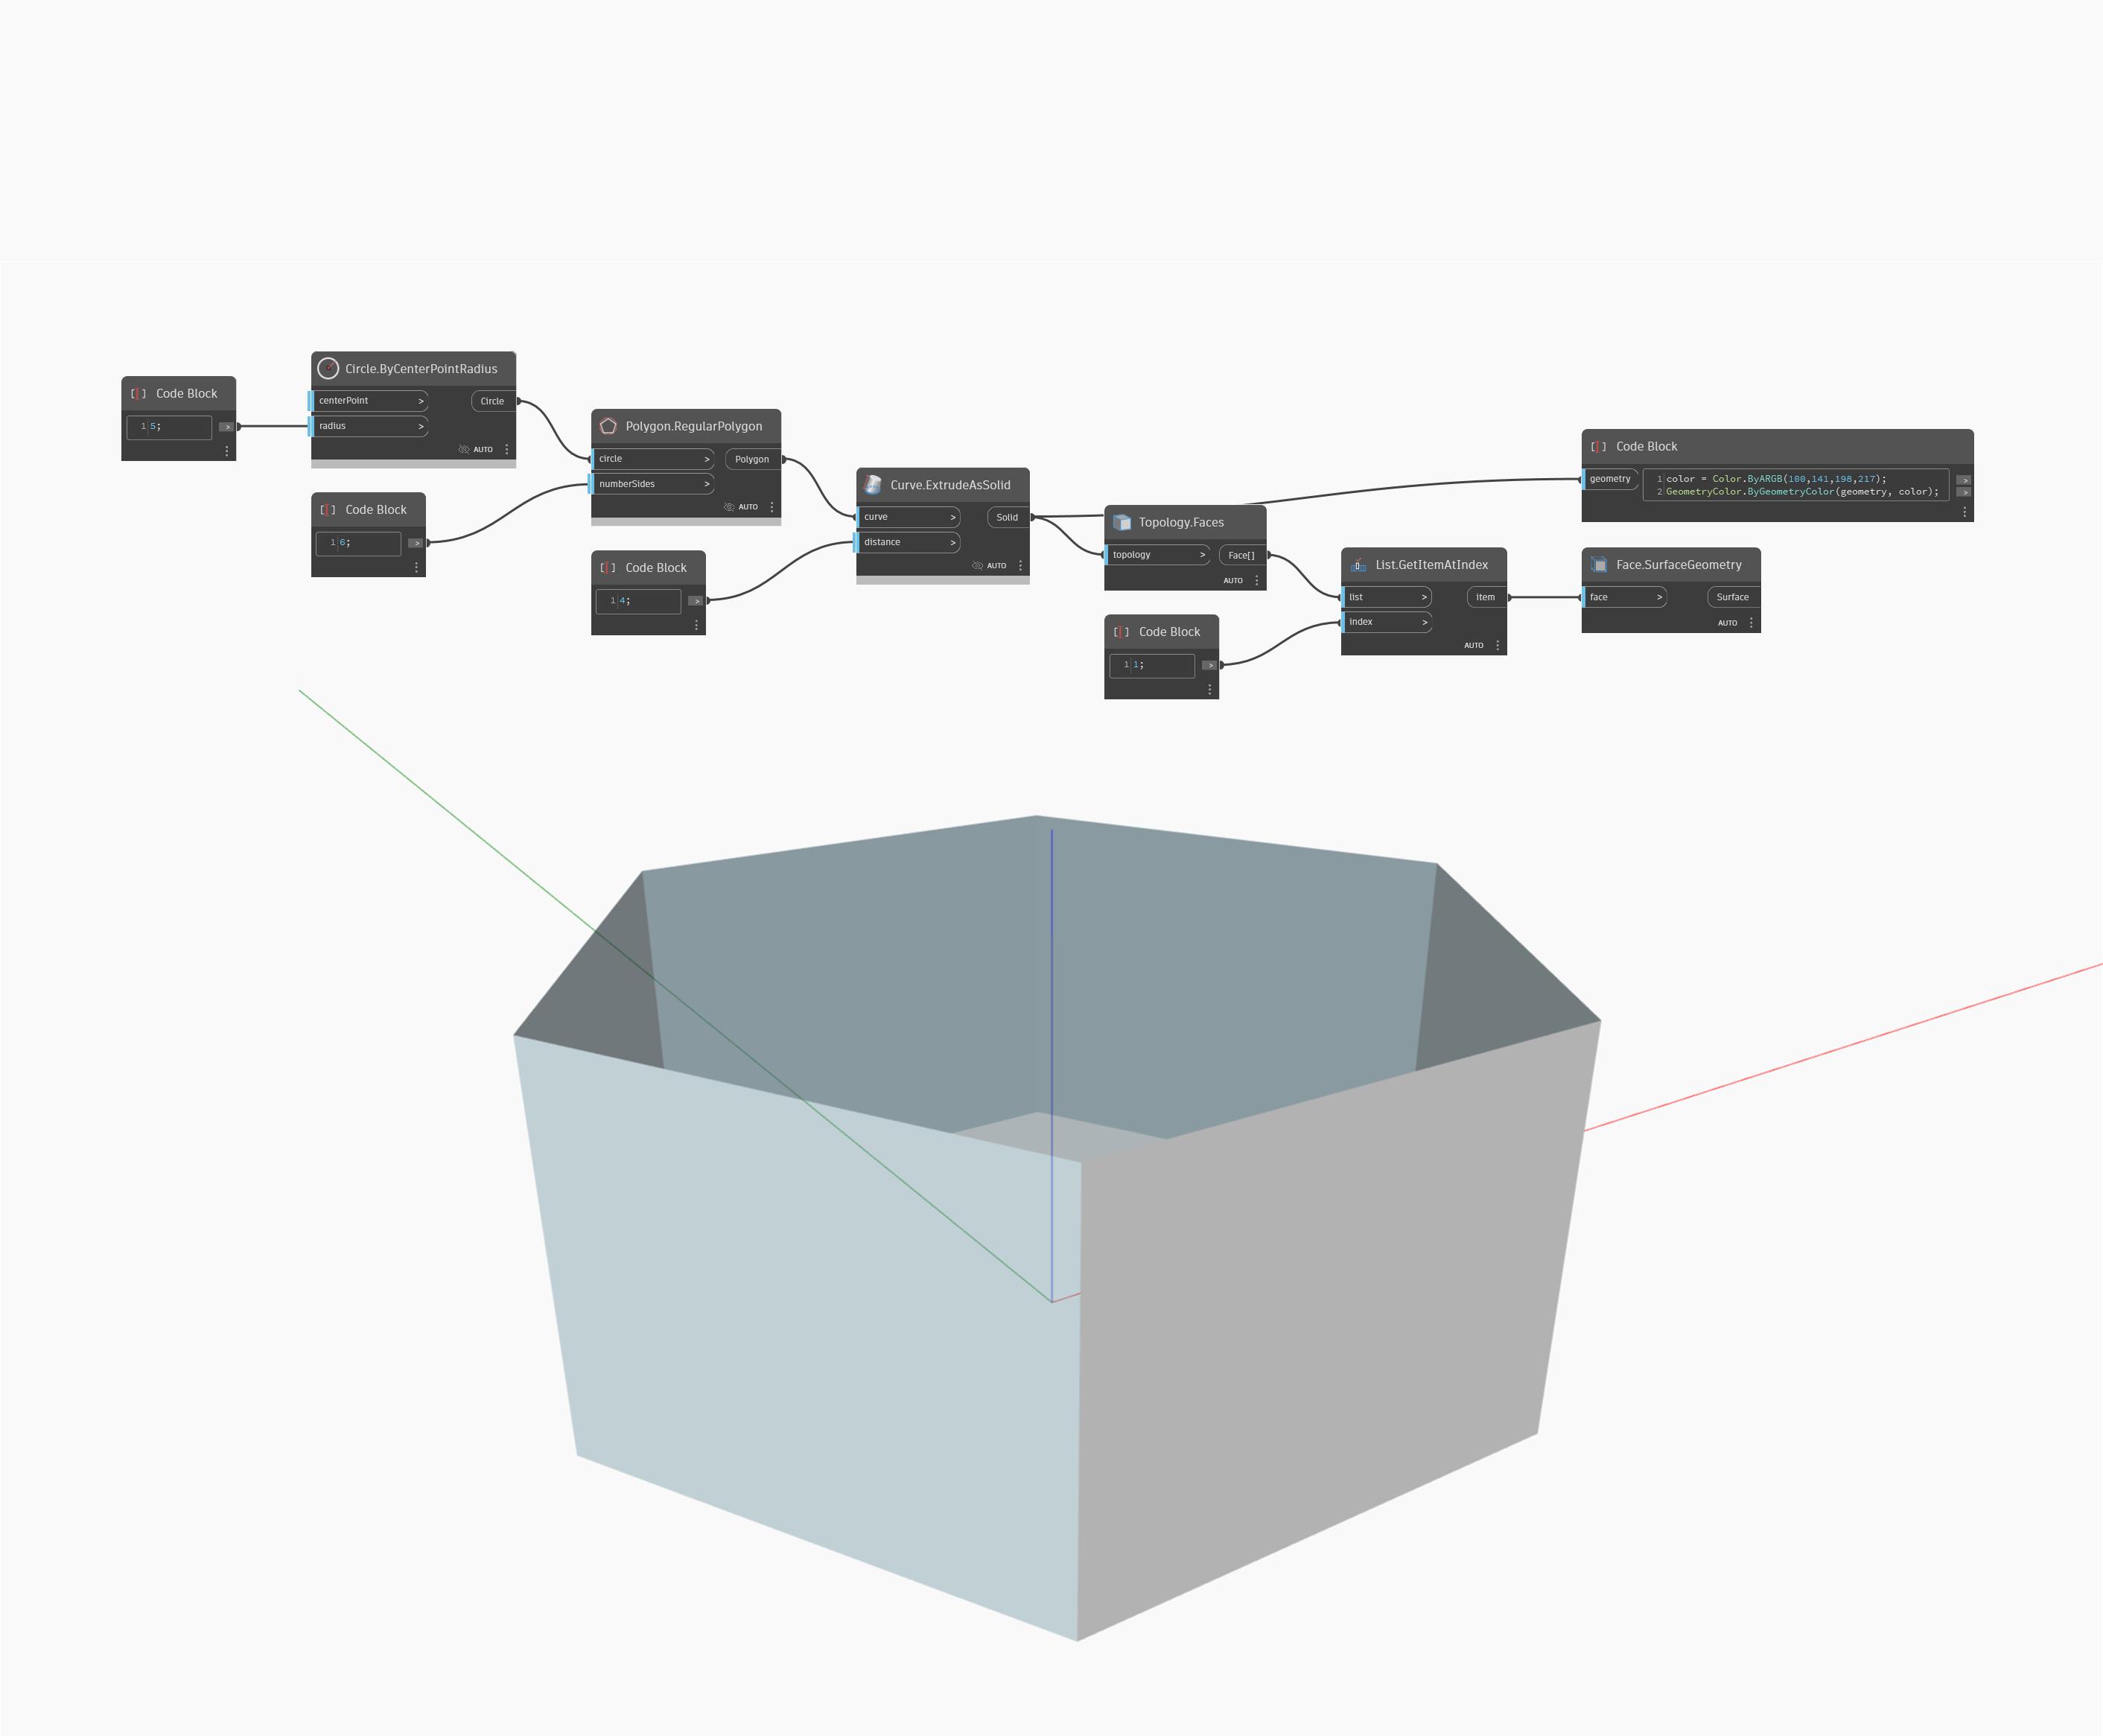 Code Block
1 5;
>
Circle.ByCenterPointRadius
centerPoint >
Circle
radius >
AUTO
Code Block
1 6;
>
Polygon.RegularPolygon
circle >
Polygon
numberSides >
AUTO
Code Block
1 4;
>
Curve.ExtrudeAsSolid
curve >
Solid
distance >
AUTO
Topology.Faces
topology >
Face[]
AUTO
Code Block
1 1;
>
List.GetItemAtIndex
list >
item
index >
AUTO
Code Block
geometry
1 color = Color.ByARGB(100,141,198,217);
>
2 GeometryColor.ByGeometryColor(geometry, color);
>
Face.SurfaceGeometry
face >
Surface
AUTO